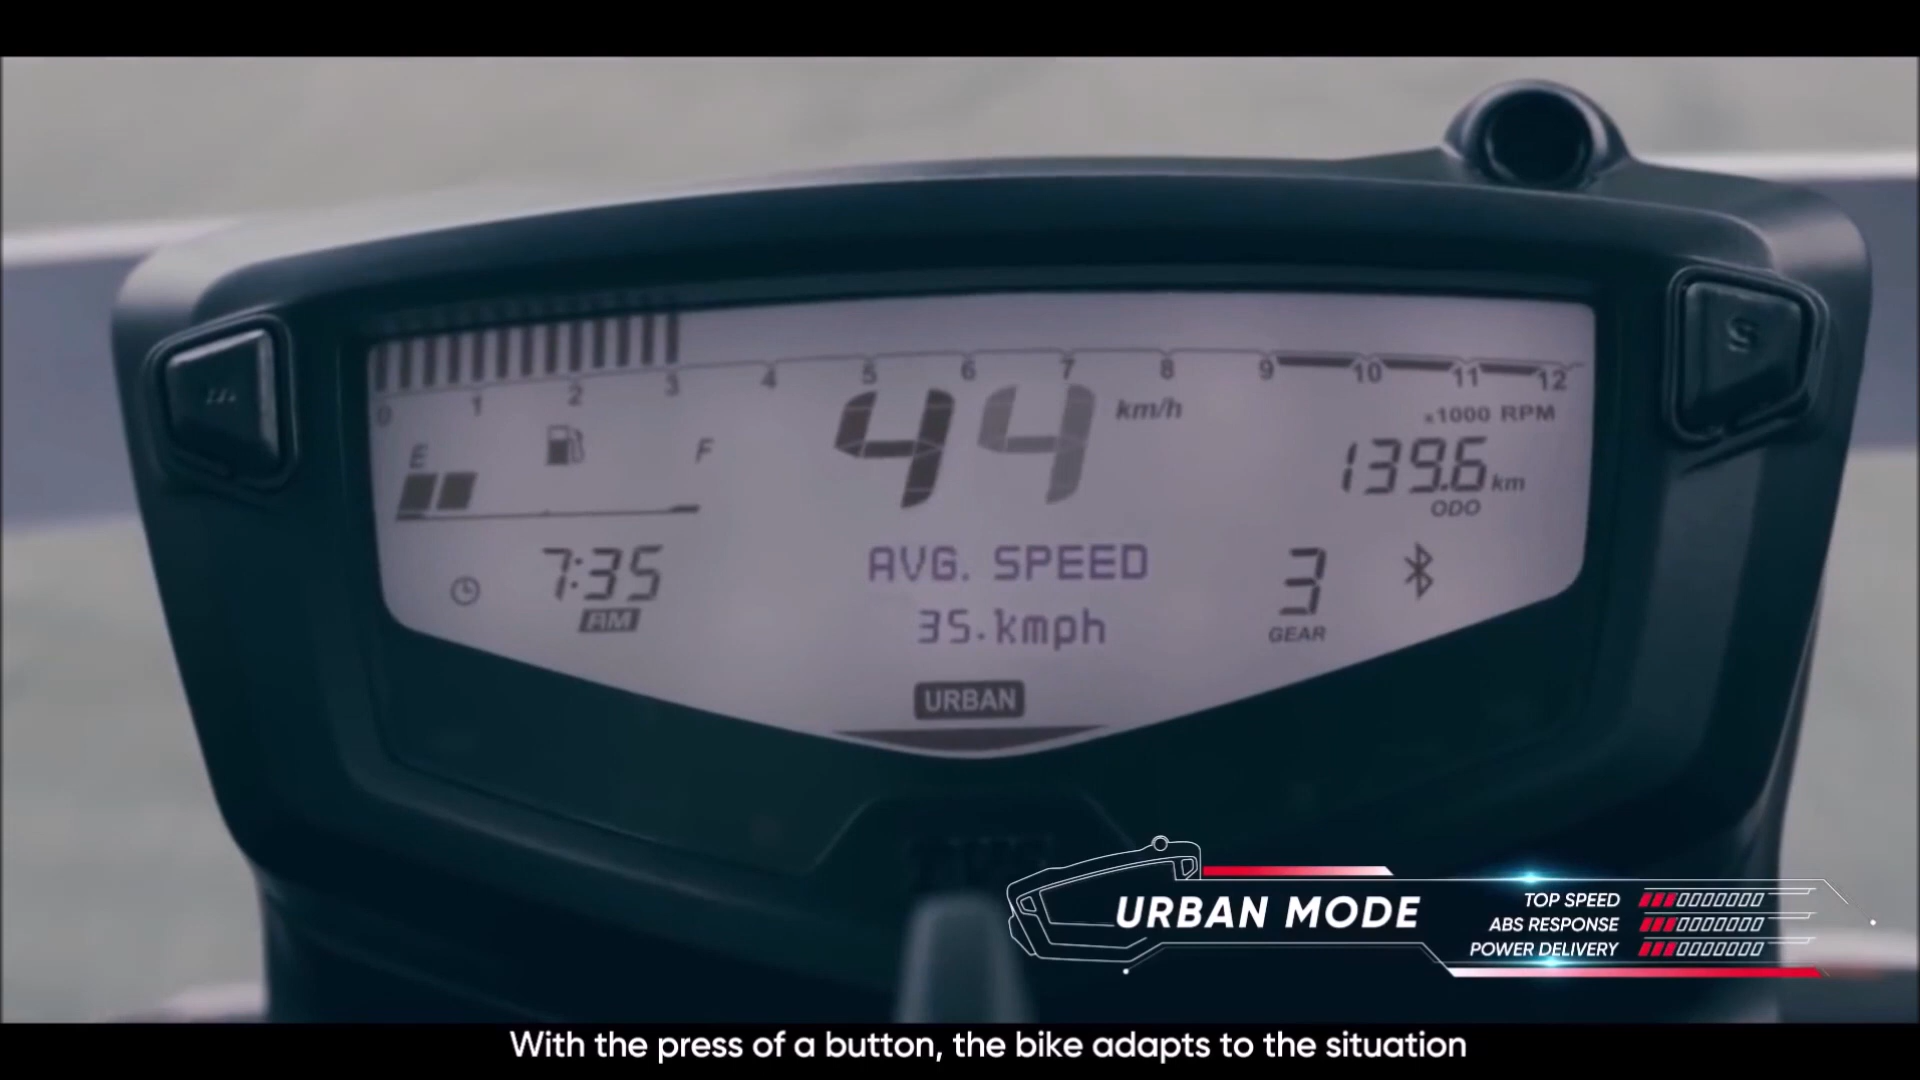 0 1 2 3 4 5 6 7 8 9 10 11 12
x1000 RPM
E F
44 km/h
139.6 km
ODO
7:35
AM
AVG. SPEED
35.kmph
3
GEAR
URBAN
S
URBAN MODE
TOP SPEED
ABS RESPONSE
POWER DELIVERY
With the press of a button, the bike adapts to the situation